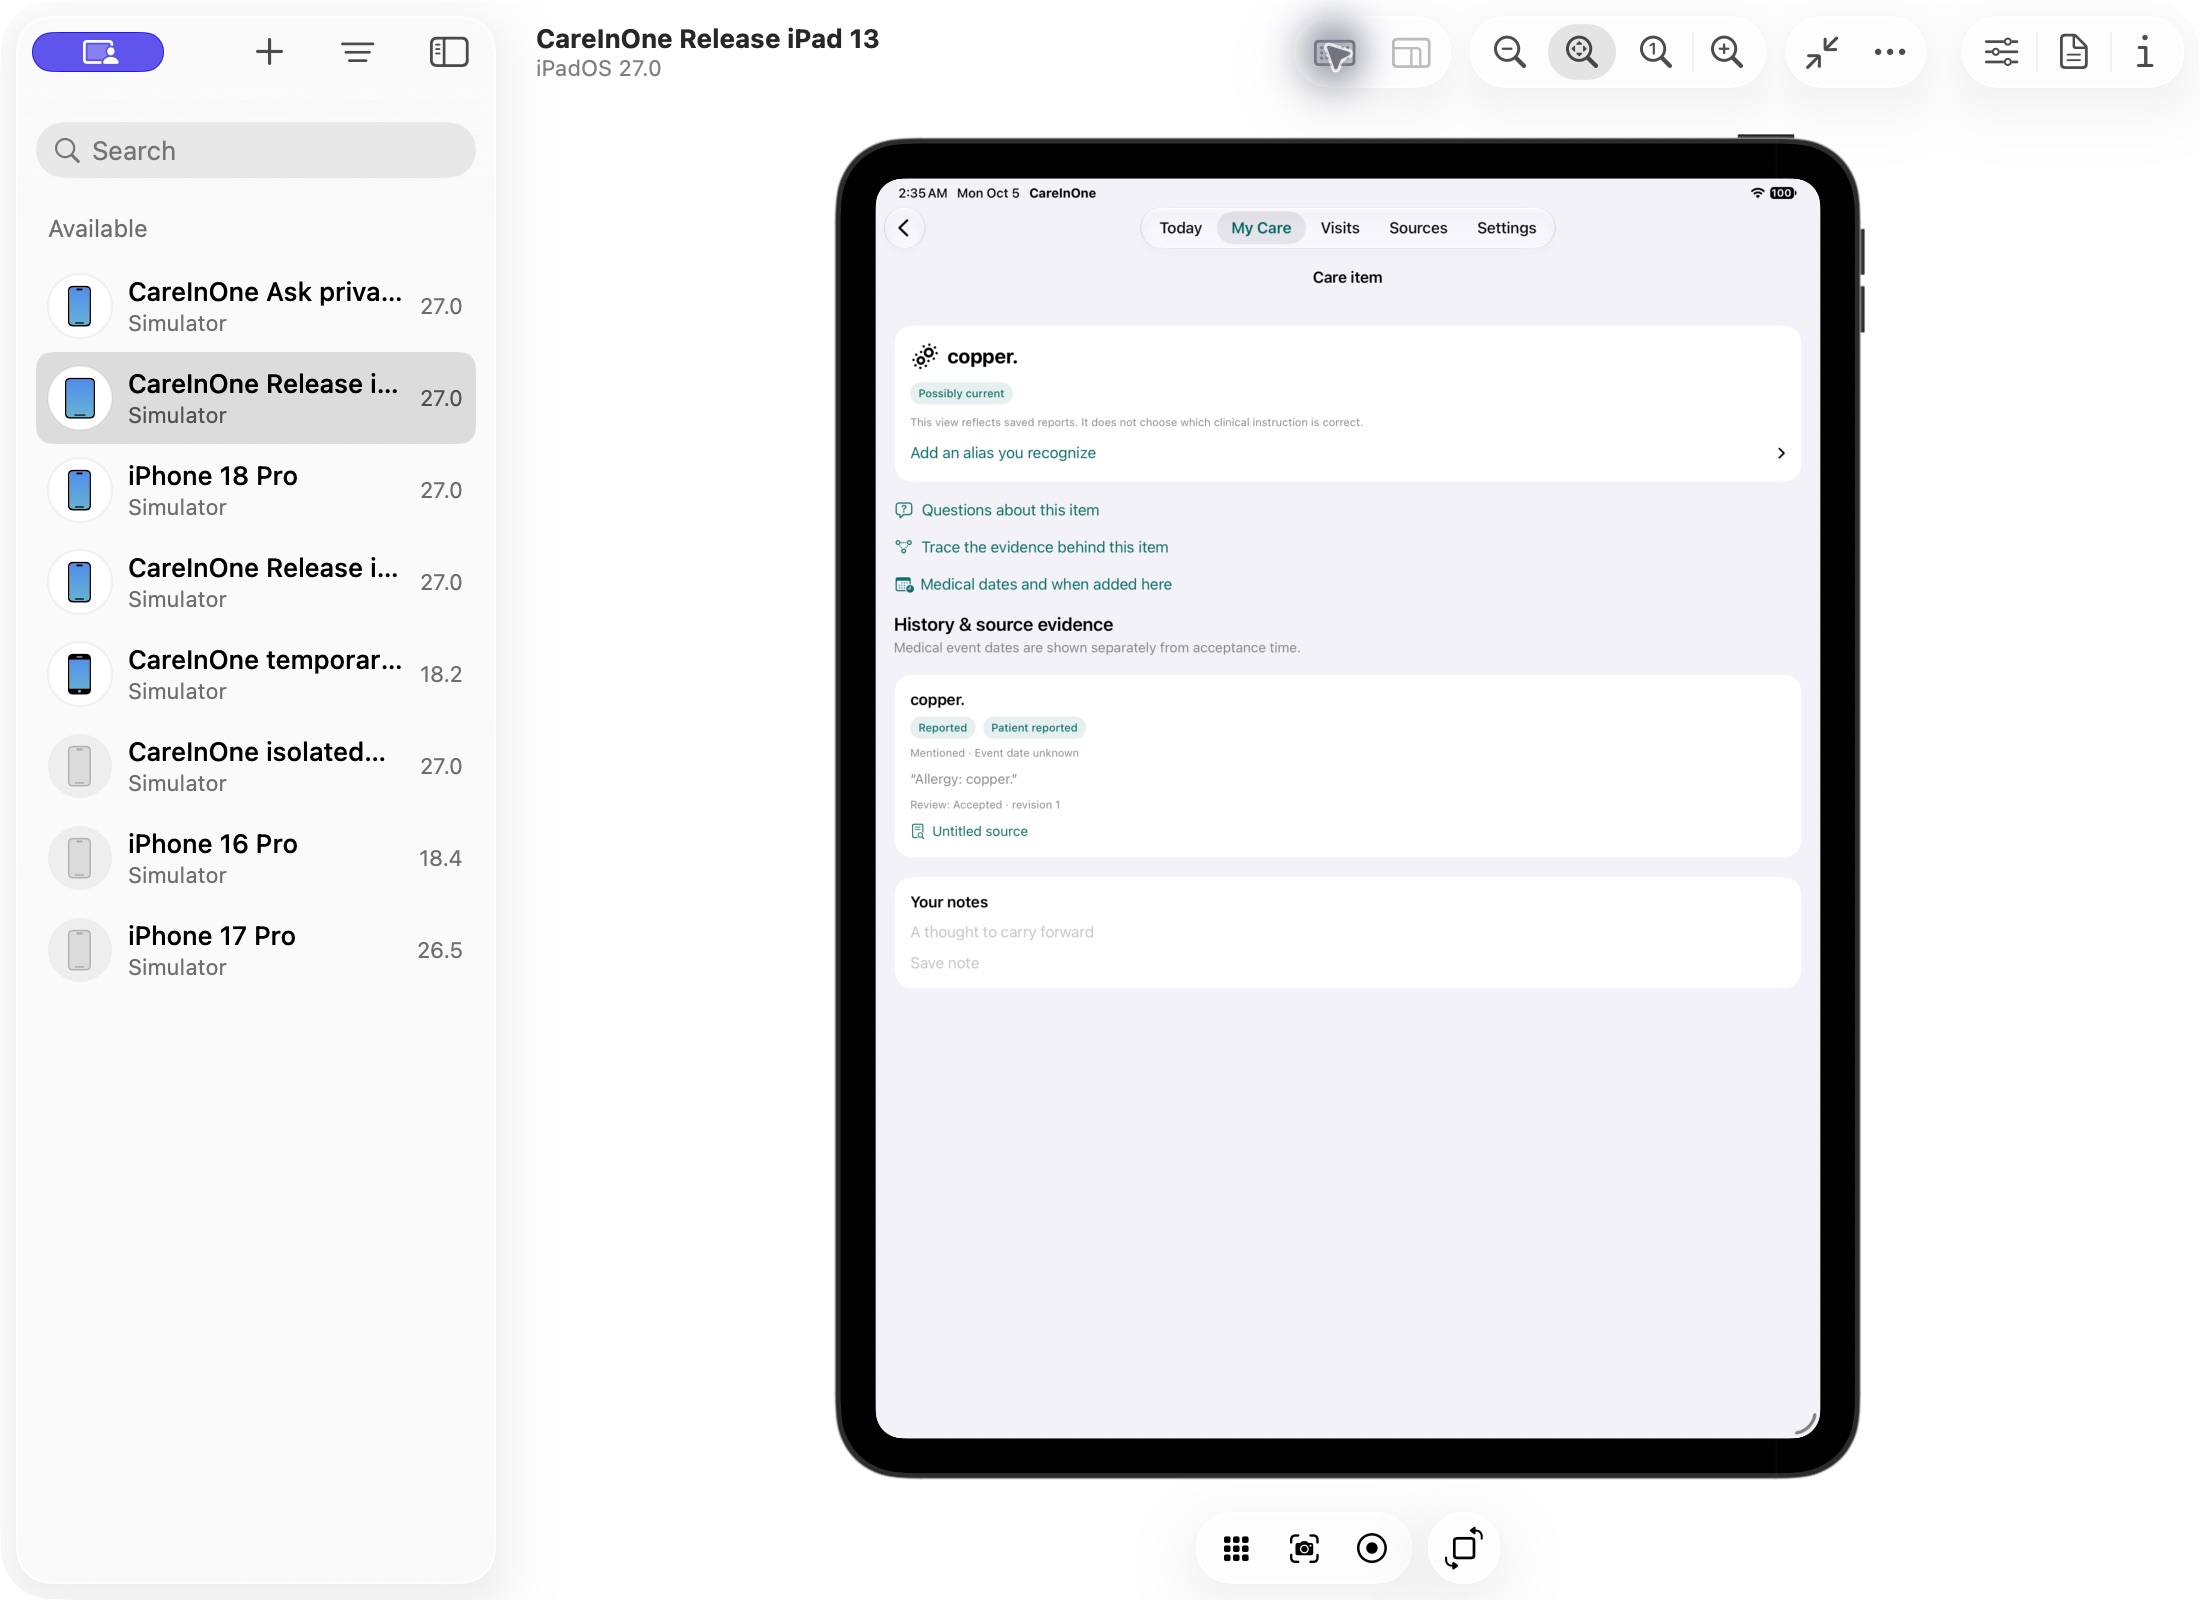 CareInOne Release iPad 13
iPadOS 27.0
Search
Available
CareInOne Ask priva...
Simulator
27.0
CareInOne Release i...
Simulator
27.0
iPhone 18 Pro
Simulator
27.0
CareInOne Release i...
Simulator
27.0
CareInOne temporar...
Simulator
18.2
CareInOne isolated...
Simulator
27.0
iPhone 16 Pro
Simulator
18.4
iPhone 17 Pro
Simulator
26.5
2:35 AM Mon Oct 5 CareInOne
100
Today My Care Visits Sources Settings
Care item
copper.
Possibly current
This view reflects saved reports. It does not choose which clinical instruction is correct.
Add an alias you recognize
Questions about this item
Trace the evidence behind this item
Medical dates and when added here
History & source evidence
Medical event dates are shown separately from acceptance time.
copper.
Reported Patient reported
Mentioned · Event date unknown
“Allergy: copper.”
Review: Accepted · revision 1
Untitled source
Your notes
A thought to carry forward
Save note